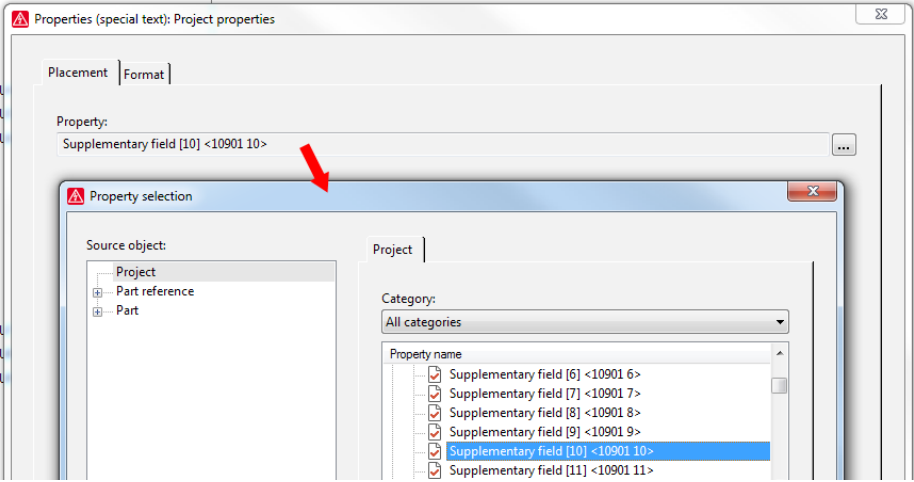 Properties (special text): Project properties
Placement
Format
Property:
Supplementary field [10] <10901 10>
...
Property selection
Source object:
Project
Part reference
Part
Project
Category:
All categories
Property name
Supplementary field [6] <10901 6>
Supplementary field [7] <10901 7>
Supplementary field [8] <10901 8>
Supplementary field [9] <10901 9>
Supplementary field [10] <10901 10>
Supplementary field [11] <10901 11>